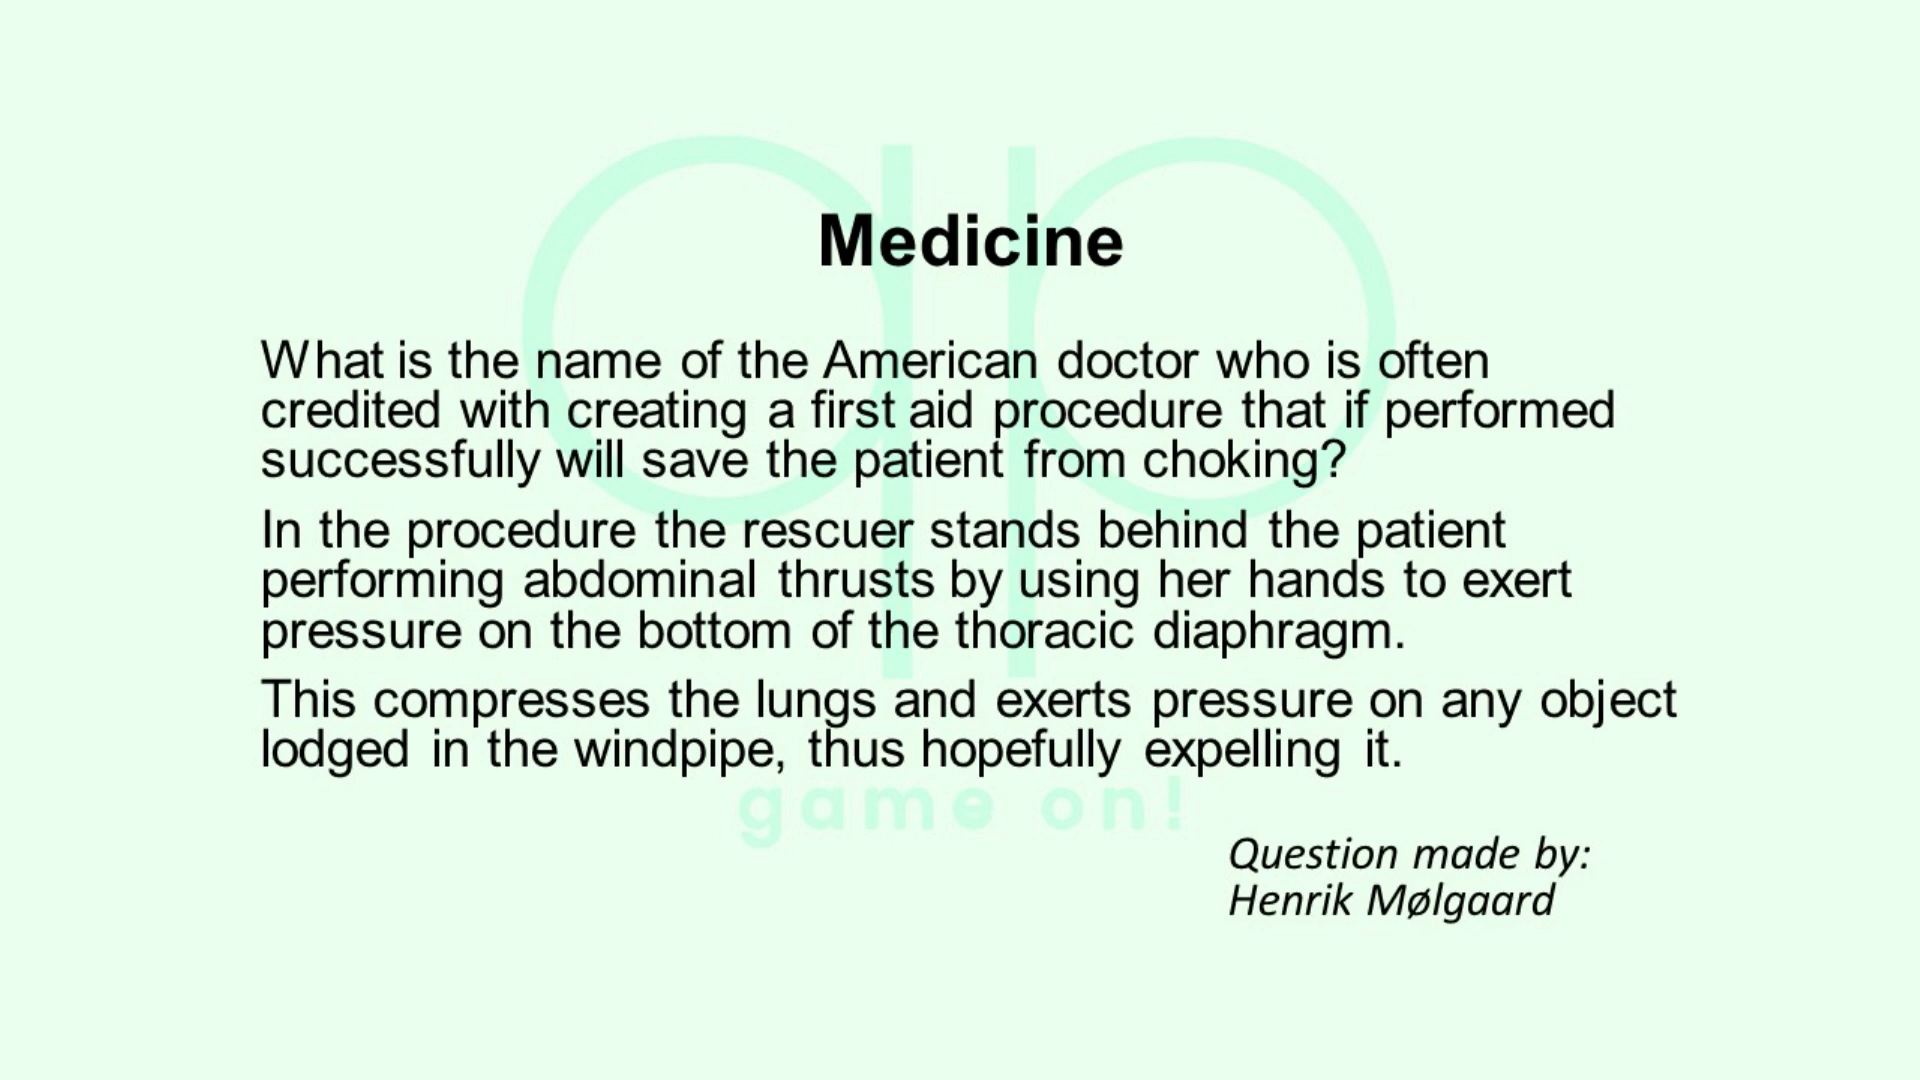 Medicine
What is the name of the American doctor who is often
credited with creating a first aid procedure that if performed
successfully will save the patient from choking?
In the procedure the rescuer stands behind the patient
performing abdominal thrusts by using her hands to exert
pressure on the bottom of the thoracic diaphragm.
This compresses the lungs and exerts pressure on any object
lodged in the windpipe, thus hopefully expelling it.
game on!
Question made by:
Henrik Mølgaard